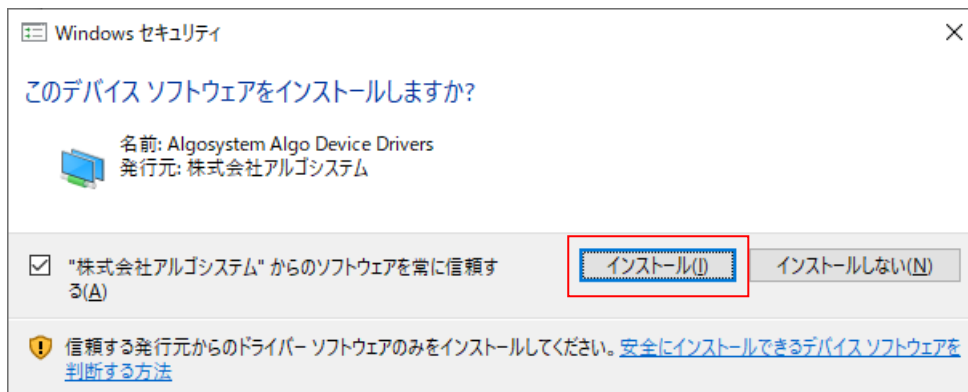 Windows セキュリティ
このデバイス ソフトウェアをインストールしますか?
名前: Algosystem Algo Device Drivers
発行元: 株式会社アルゴシステム
"株式会社アルゴシステム" からのソフトウェアを常に信頼す
る(A)
インストール(I)
インストールしない(N)
信頼する発行元からのドライバー ソフトウェアのみをインストールしてください。安全にインストールできるデバイス ソフトウェアを
判断する方法